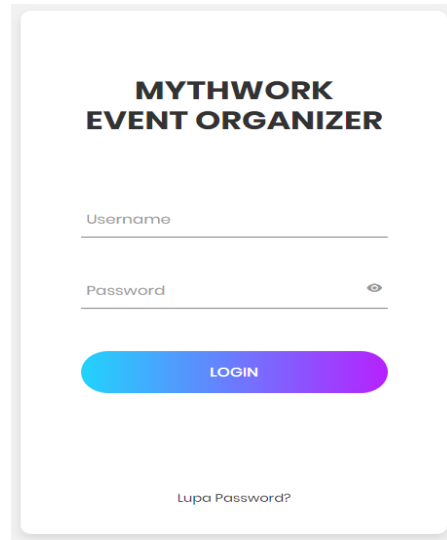 MYTHWORK
EVENT ORGANIZER
Username
Password
LOGIN
Lupa Password?